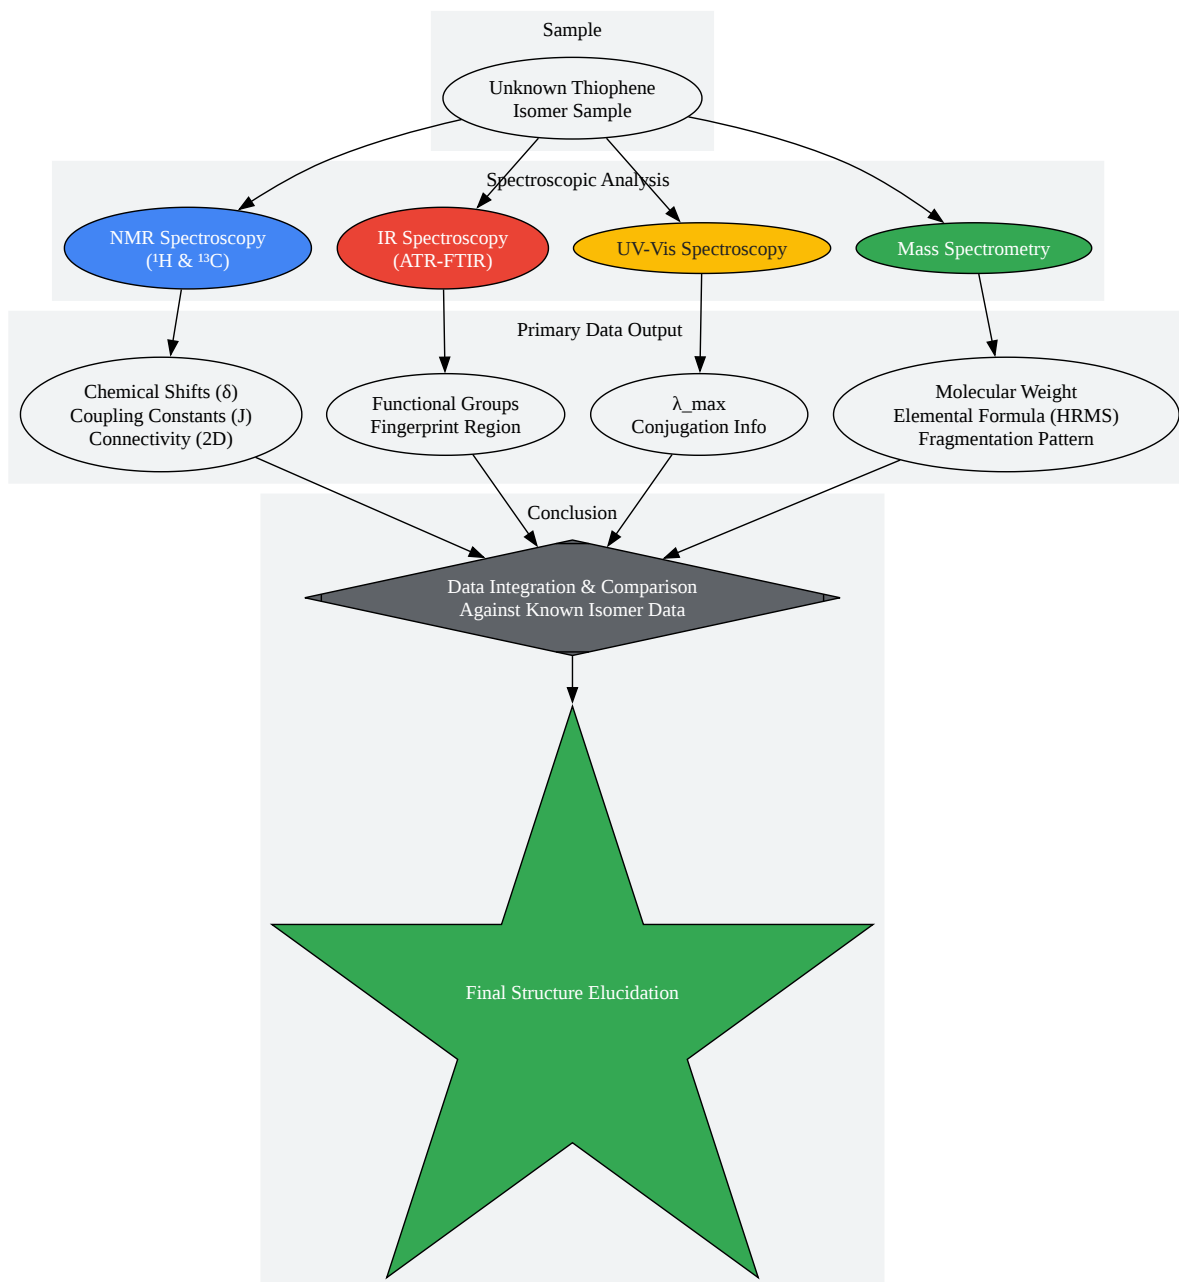 Sample
Unknown Thiophene
Isomer Sample
Spectroscopic Analysis
NMR Spectroscopy
(¹H & ¹³C)
IR Spectroscopy
(ATR-FTIR)
UV-Vis Spectroscopy
Mass Spectrometry
Primary Data Output
Chemical Shifts (δ)
Coupling Constants (J)
Connectivity (2D)
Functional Groups
Fingerprint Region
λ_max
Conjugation Info
Molecular Weight
Elemental Formula (HRMS)
Fragmentation Pattern
Conclusion
Data Integration & Comparison
Against Known Isomer Data
Final Structure Elucidation